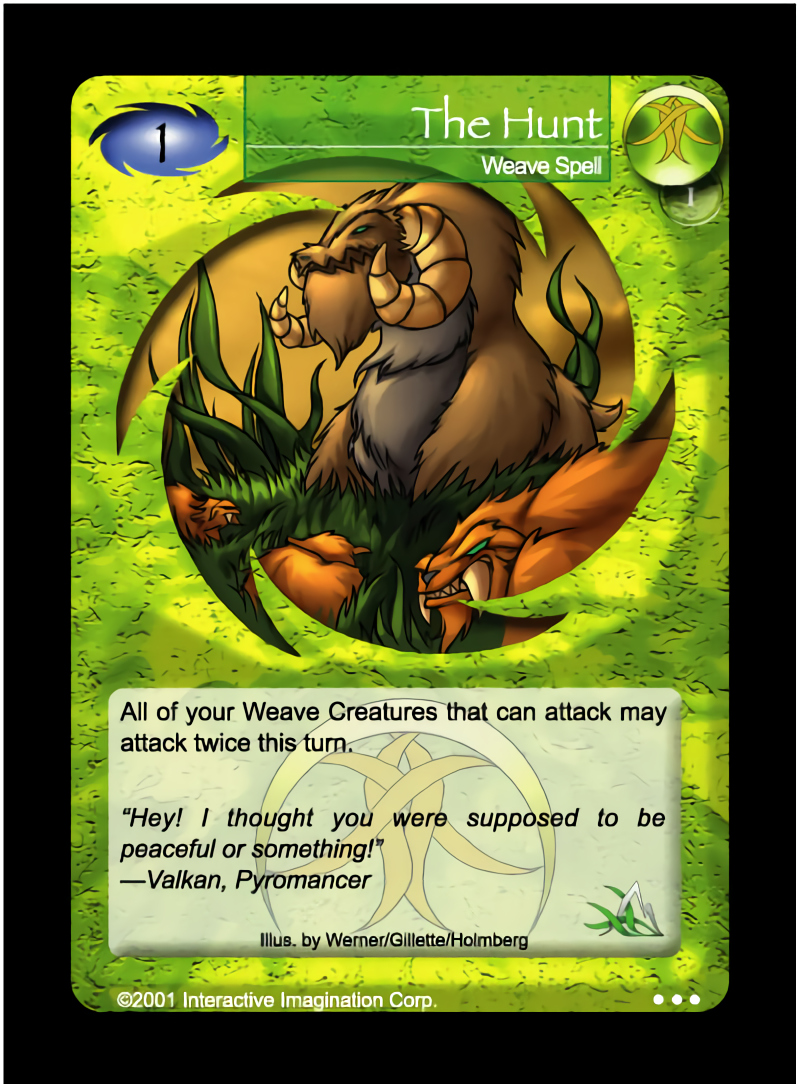 1
The Hunt
Weave Spell
1
All of your Weave Creatures that can attack may
attack twice this turn.
“Hey! I thought you were supposed to be
peaceful or something!”
—Valkan, Pyromancer
Illus. by Werner/Gillette/Holmberg
©2001 Interactive Imagination Corp.